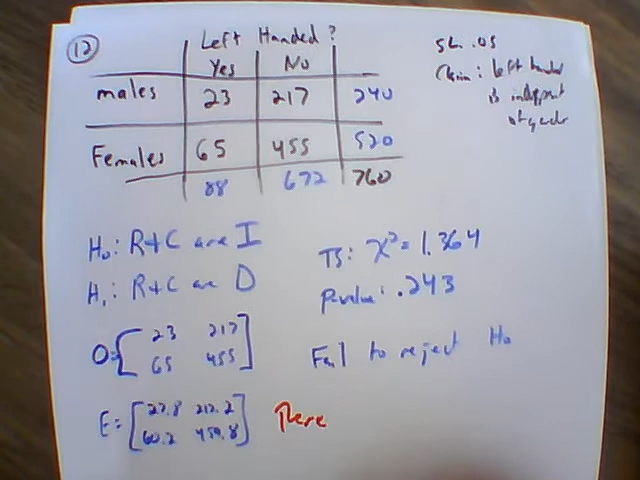 12
Left Handed?
Yes No
males 23 217 240
Females 65 455 520
88 672 760
SL: .05
Claim: left handed
is independent
of gender
H₀: R+C are I
H₁: R+C are D
O=[23 217
65 455]
E=[27.8 212.2
60.2 459.8]
TS: χ²=1.364
p-value: .243
Fail to reject H₀
There